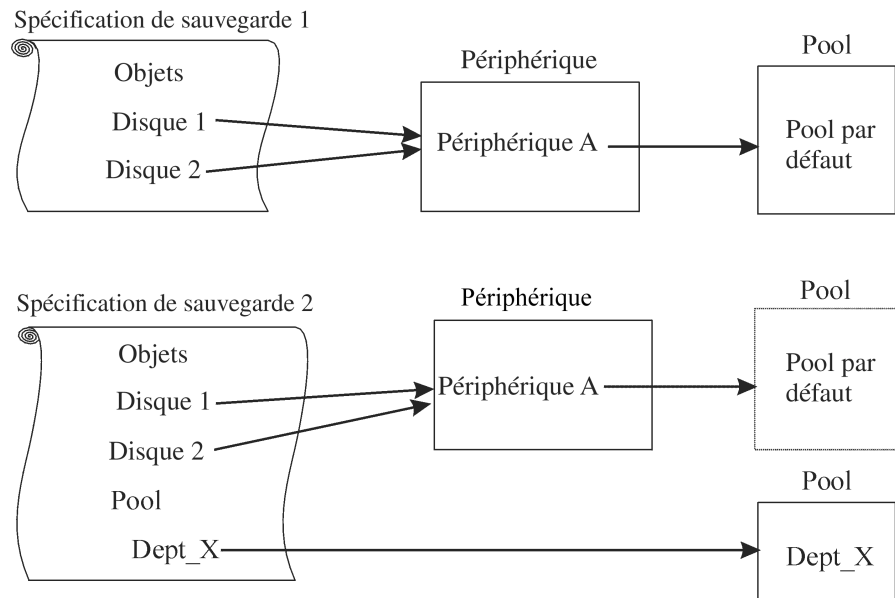 Spécification de sauvegarde 1
Objets
Disque 1
Disque 2
Périphérique
Périphérique A
Pool
Pool par
défaut
Spécification de sauvegarde 2
Objets
Disque 1
Disque 2
Pool
Dept_X
Périphérique
Périphérique A
Pool
Pool par
défaut
Pool
Dept_X